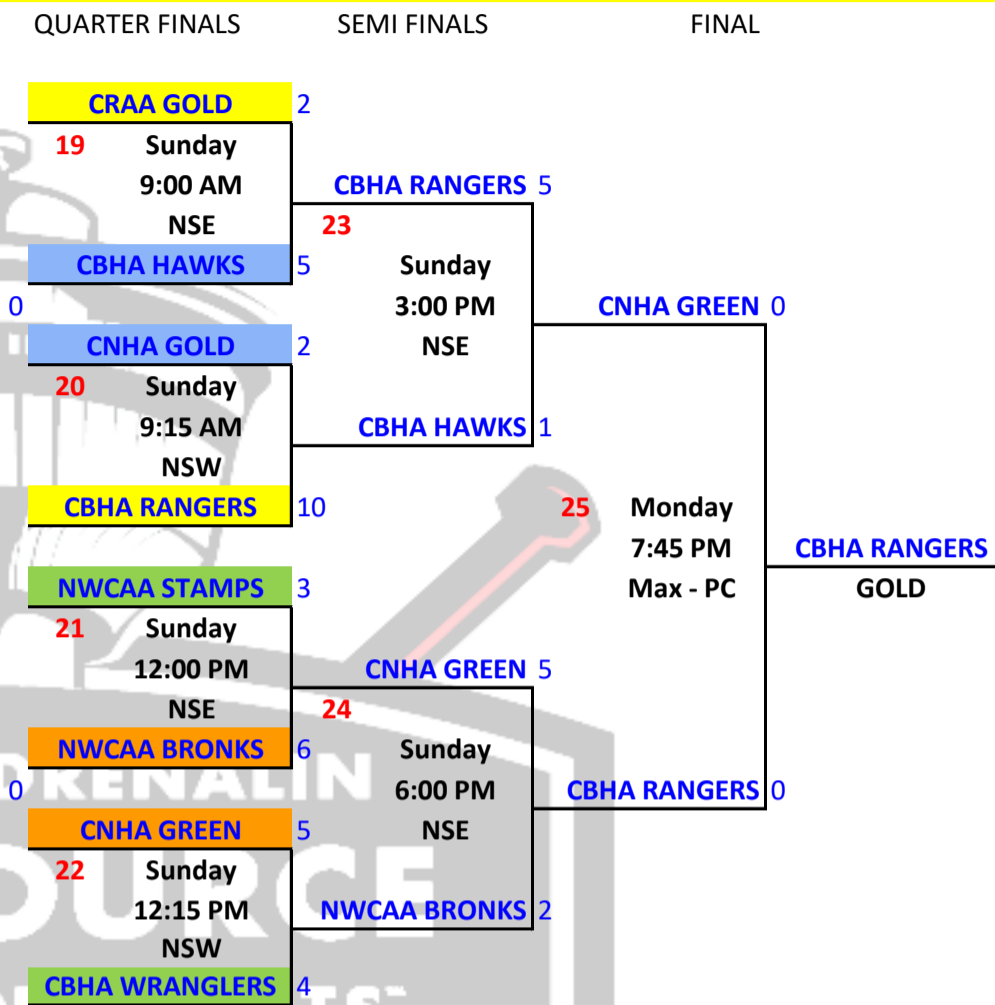 QUARTER FINALS SEMI FINALS FINAL
CRAA GOLD 2
19 Sunday
9:00 AM
NSE
CBHA HAWKS 5
0
CNHA GOLD 2
20 Sunday
9:15 AM
NSW
CBHA RANGERS 10
NWCAA STAMPS 3
21 Sunday
12:00 PM
NSE
NWCAA BRONKS 6
0
CNHA GREEN 5
22 Sunday
12:15 PM
NSW
CBHA WRANGLERS 4
CBHA RANGERS 5
23
Sunday
3:00 PM
NSE
CBHA HAWKS 1
CNHA GREEN 5
24
Sunday
6:00 PM
NSE
NWCAA BRONKS 2
CNHA GREEN 0
25 Monday
7:45 PM
Max - PC
CBHA RANGERS 0
CBHA RANGERS
GOLD